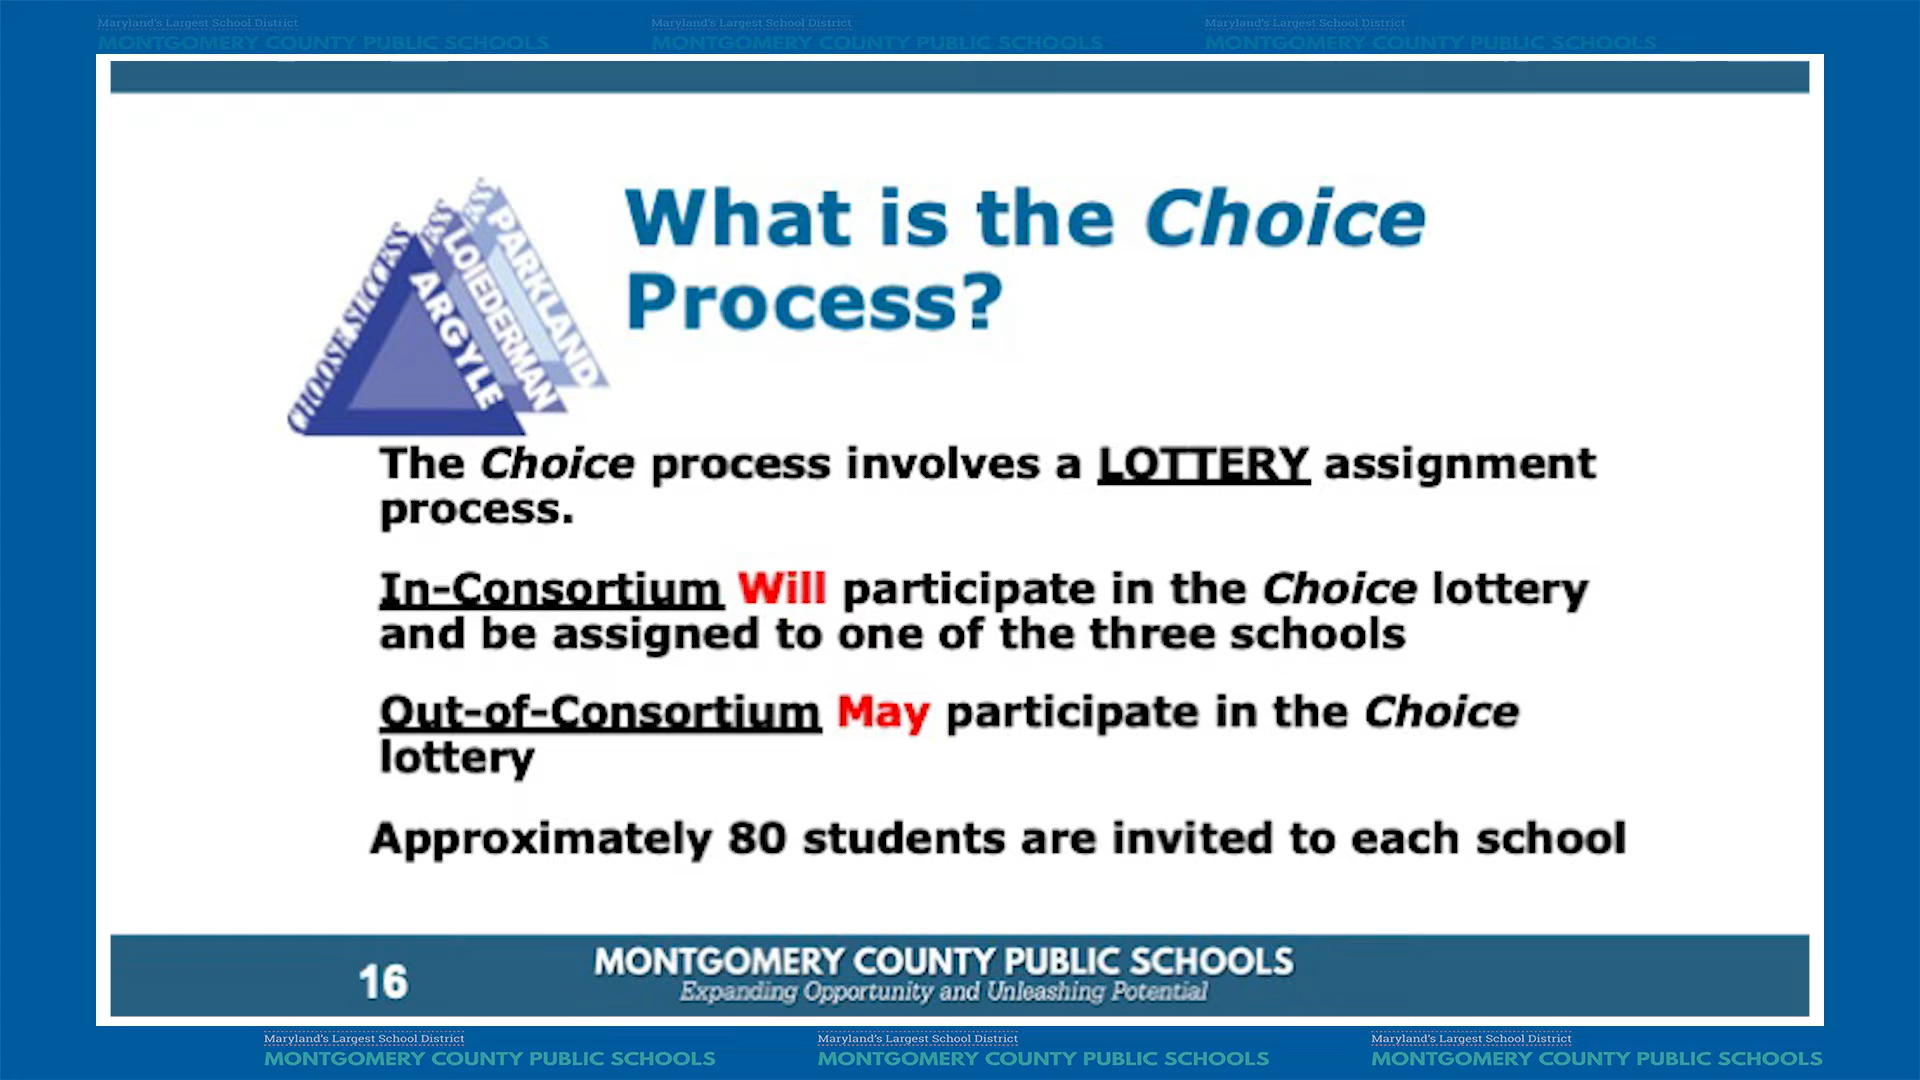 Maryland's Largest School District Maryland's Largest School District Maryland's Largest School District
MONTGOMERY COUNTY PUBLIC SCHOOLS MONTGOMERY COUNTY PUBLIC SCHOOLS MONTGOMERY COUNTY PUBLIC SCHOOLS
CHOOSE SUCCESS
ARGYLE
LOIEDERMAN
PARKLAND
What is the Choice
Process?
The Choice process involves a LOTTERY assignment
process.
In-Consortium Will participate in the Choice lottery
and be assigned to one of the three schools
Out-of-Consortium May participate in the Choice
lottery
Approximately 80 students are invited to each school
16
MONTGOMERY COUNTY PUBLIC SCHOOLS
Expanding Opportunity and Unleashing Potential
Maryland's Largest School District Maryland's Largest School District Maryland's Largest School District
MONTGOMERY COUNTY PUBLIC SCHOOLS MONTGOMERY COUNTY PUBLIC SCHOOLS MONTGOMERY COUNTY PUBLIC SCHOOLS